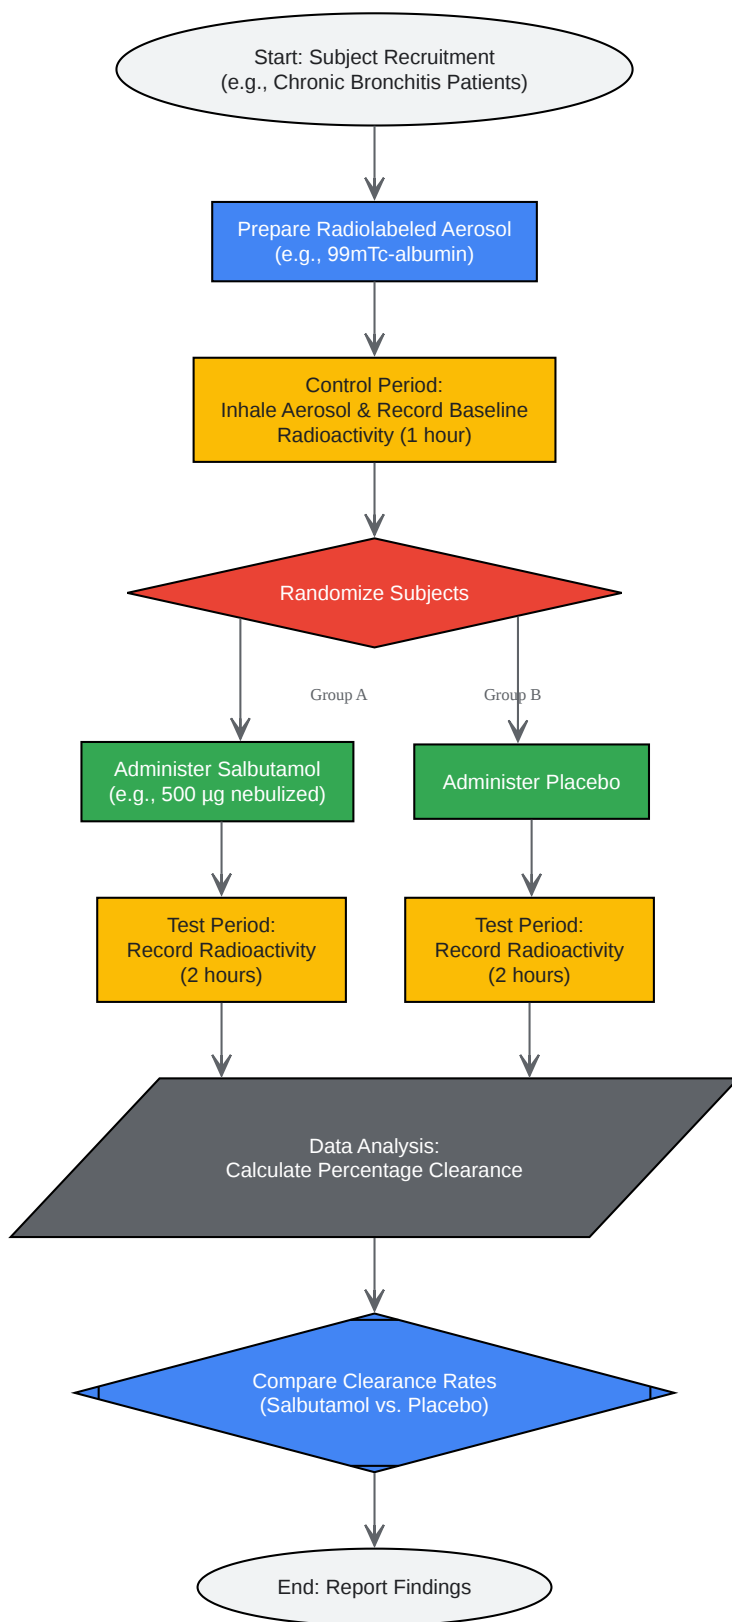 Start: Subject Recruitment
(e.g., Chronic Bronchitis Patients)
Prepare Radiolabeled Aerosol
(e.g., 99mTc-albumin)
Control Period:
Inhale Aerosol & Record Baseline
Radioactivity (1 hour)
Randomize Subjects
Group A
Group B
Administer Salbutamol
(e.g., 500 µg nebulized)
Administer Placebo
Test Period:
Record Radioactivity
(2 hours)
Test Period:
Record Radioactivity
(2 hours)
Data Analysis:
Calculate Percentage Clearance
Compare Clearance Rates
(Salbutamol vs. Placebo)
End: Report Findings